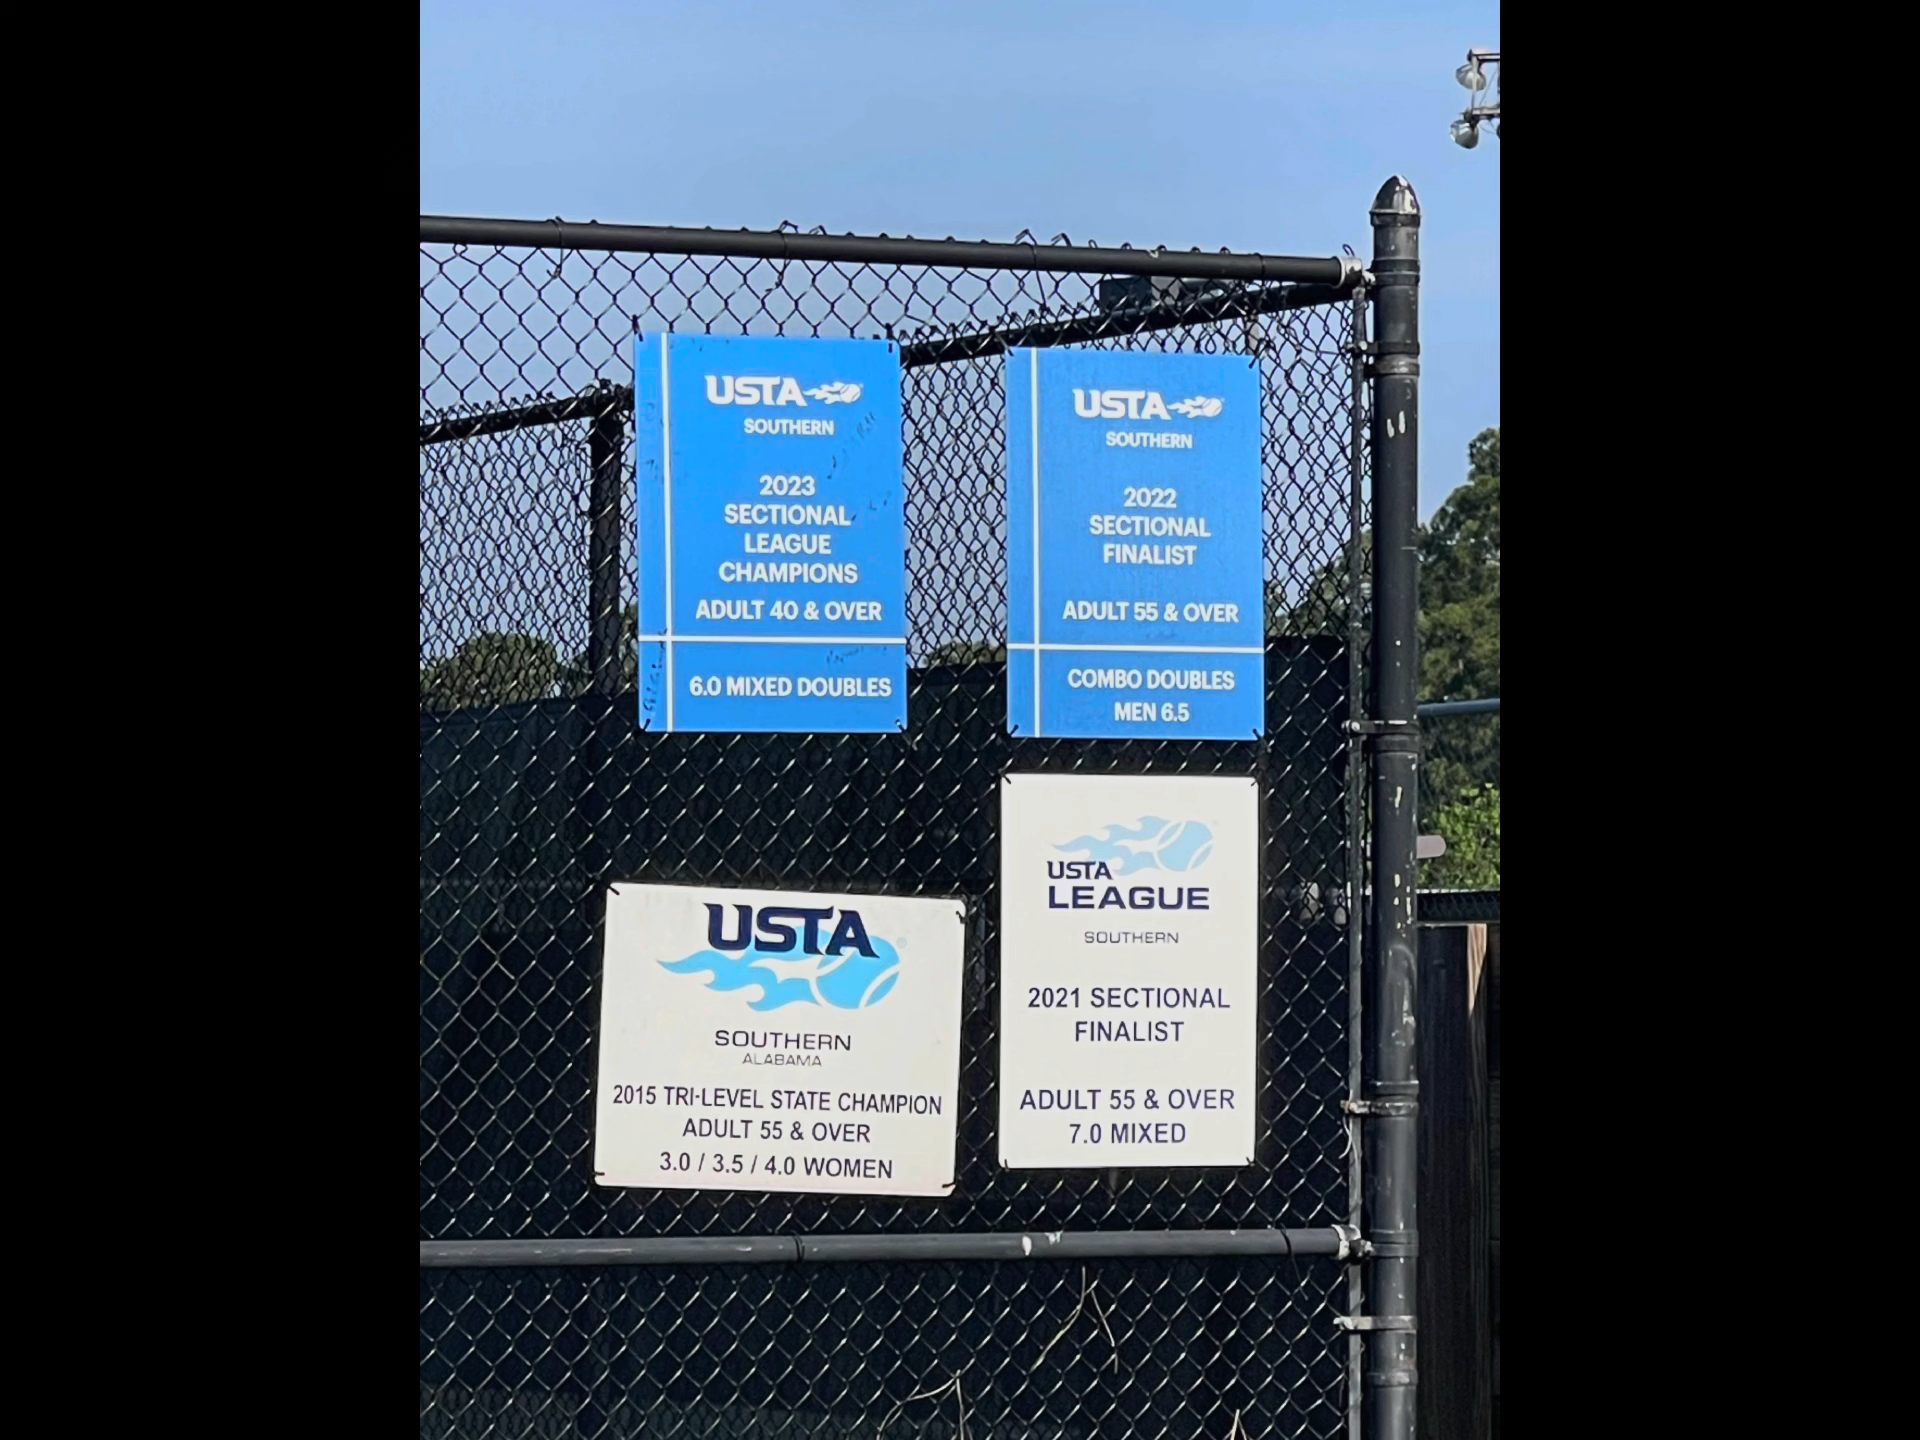 USTA
SOUTHERN
2023
SECTIONAL
LEAGUE
CHAMPIONS
ADULT 40 & OVER
6.0 MIXED DOUBLES
USTA
SOUTHERN
2022
SECTIONAL
FINALIST
ADULT 55 & OVER
COMBO DOUBLES
MEN 6.5
USTA
SOUTHERN
ALABAMA
2015 TRI-LEVEL STATE CHAMPION
ADULT 55 & OVER
3.0 / 3.5 / 4.0 WOMEN
USTA
LEAGUE
SOUTHERN
2021 SECTIONAL
FINALIST
ADULT 55 & OVER
7.0 MIXED